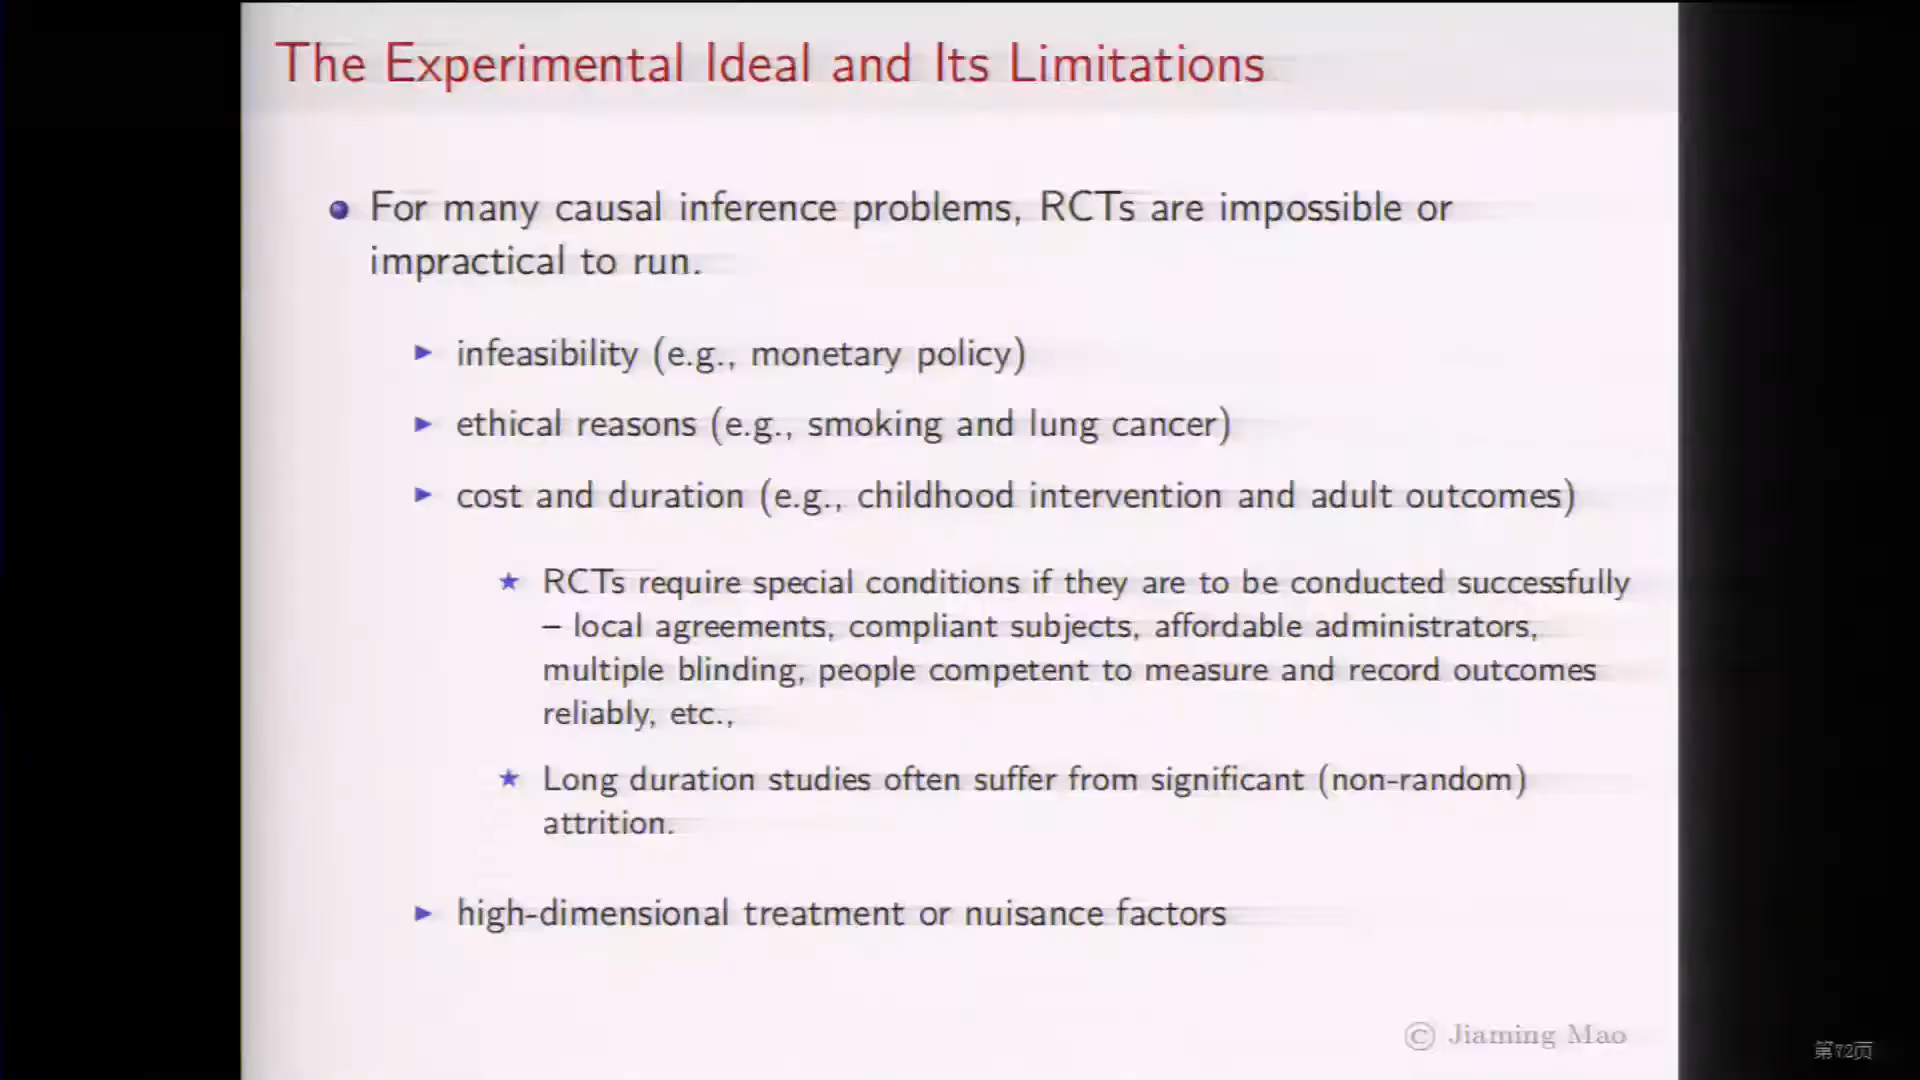 The Experimental Ideal and Its Limitations
For many causal inference problems, RCTs are impossible or
impractical to run.
infeasibility (e.g., monetary policy)
ethical reasons (e.g., smoking and lung cancer)
cost and duration (e.g., childhood intervention and adult outcomes)
RCTs require special conditions if they are to be conducted successfully
– local agreements, compliant subjects, affordable administrators,
multiple blinding, people competent to measure and record outcomes
reliably, etc.,
Long duration studies often suffer from significant (non-random)
attrition.
high-dimensional treatment or nuisance factors
© Jiaming Mao
第72页